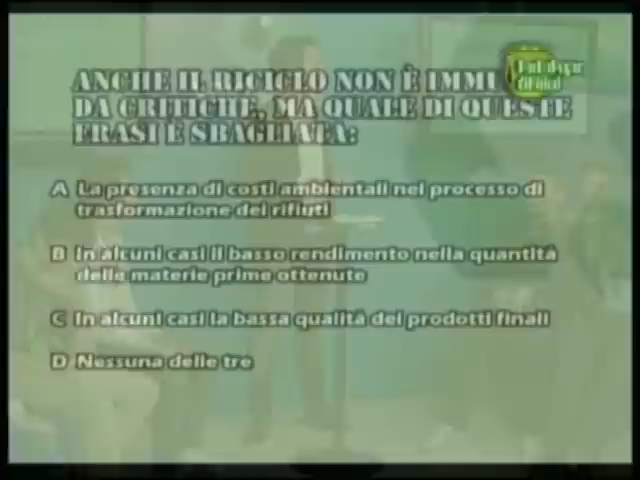 ANCHE IL RICICLO NON È IMMU
DA CRITICHE, MA QUALE DI QUESTE
FRASI È SBAGLIATA:
A La presenza di costi ambientali nel processo di
trasformazione dei rifiuti
B In alcuni casi il basso rendimento nella quantità
delle materie prime ottenute
C In alcuni casi la bassa qualità dei prodotti finali
D Nessuna delle tre